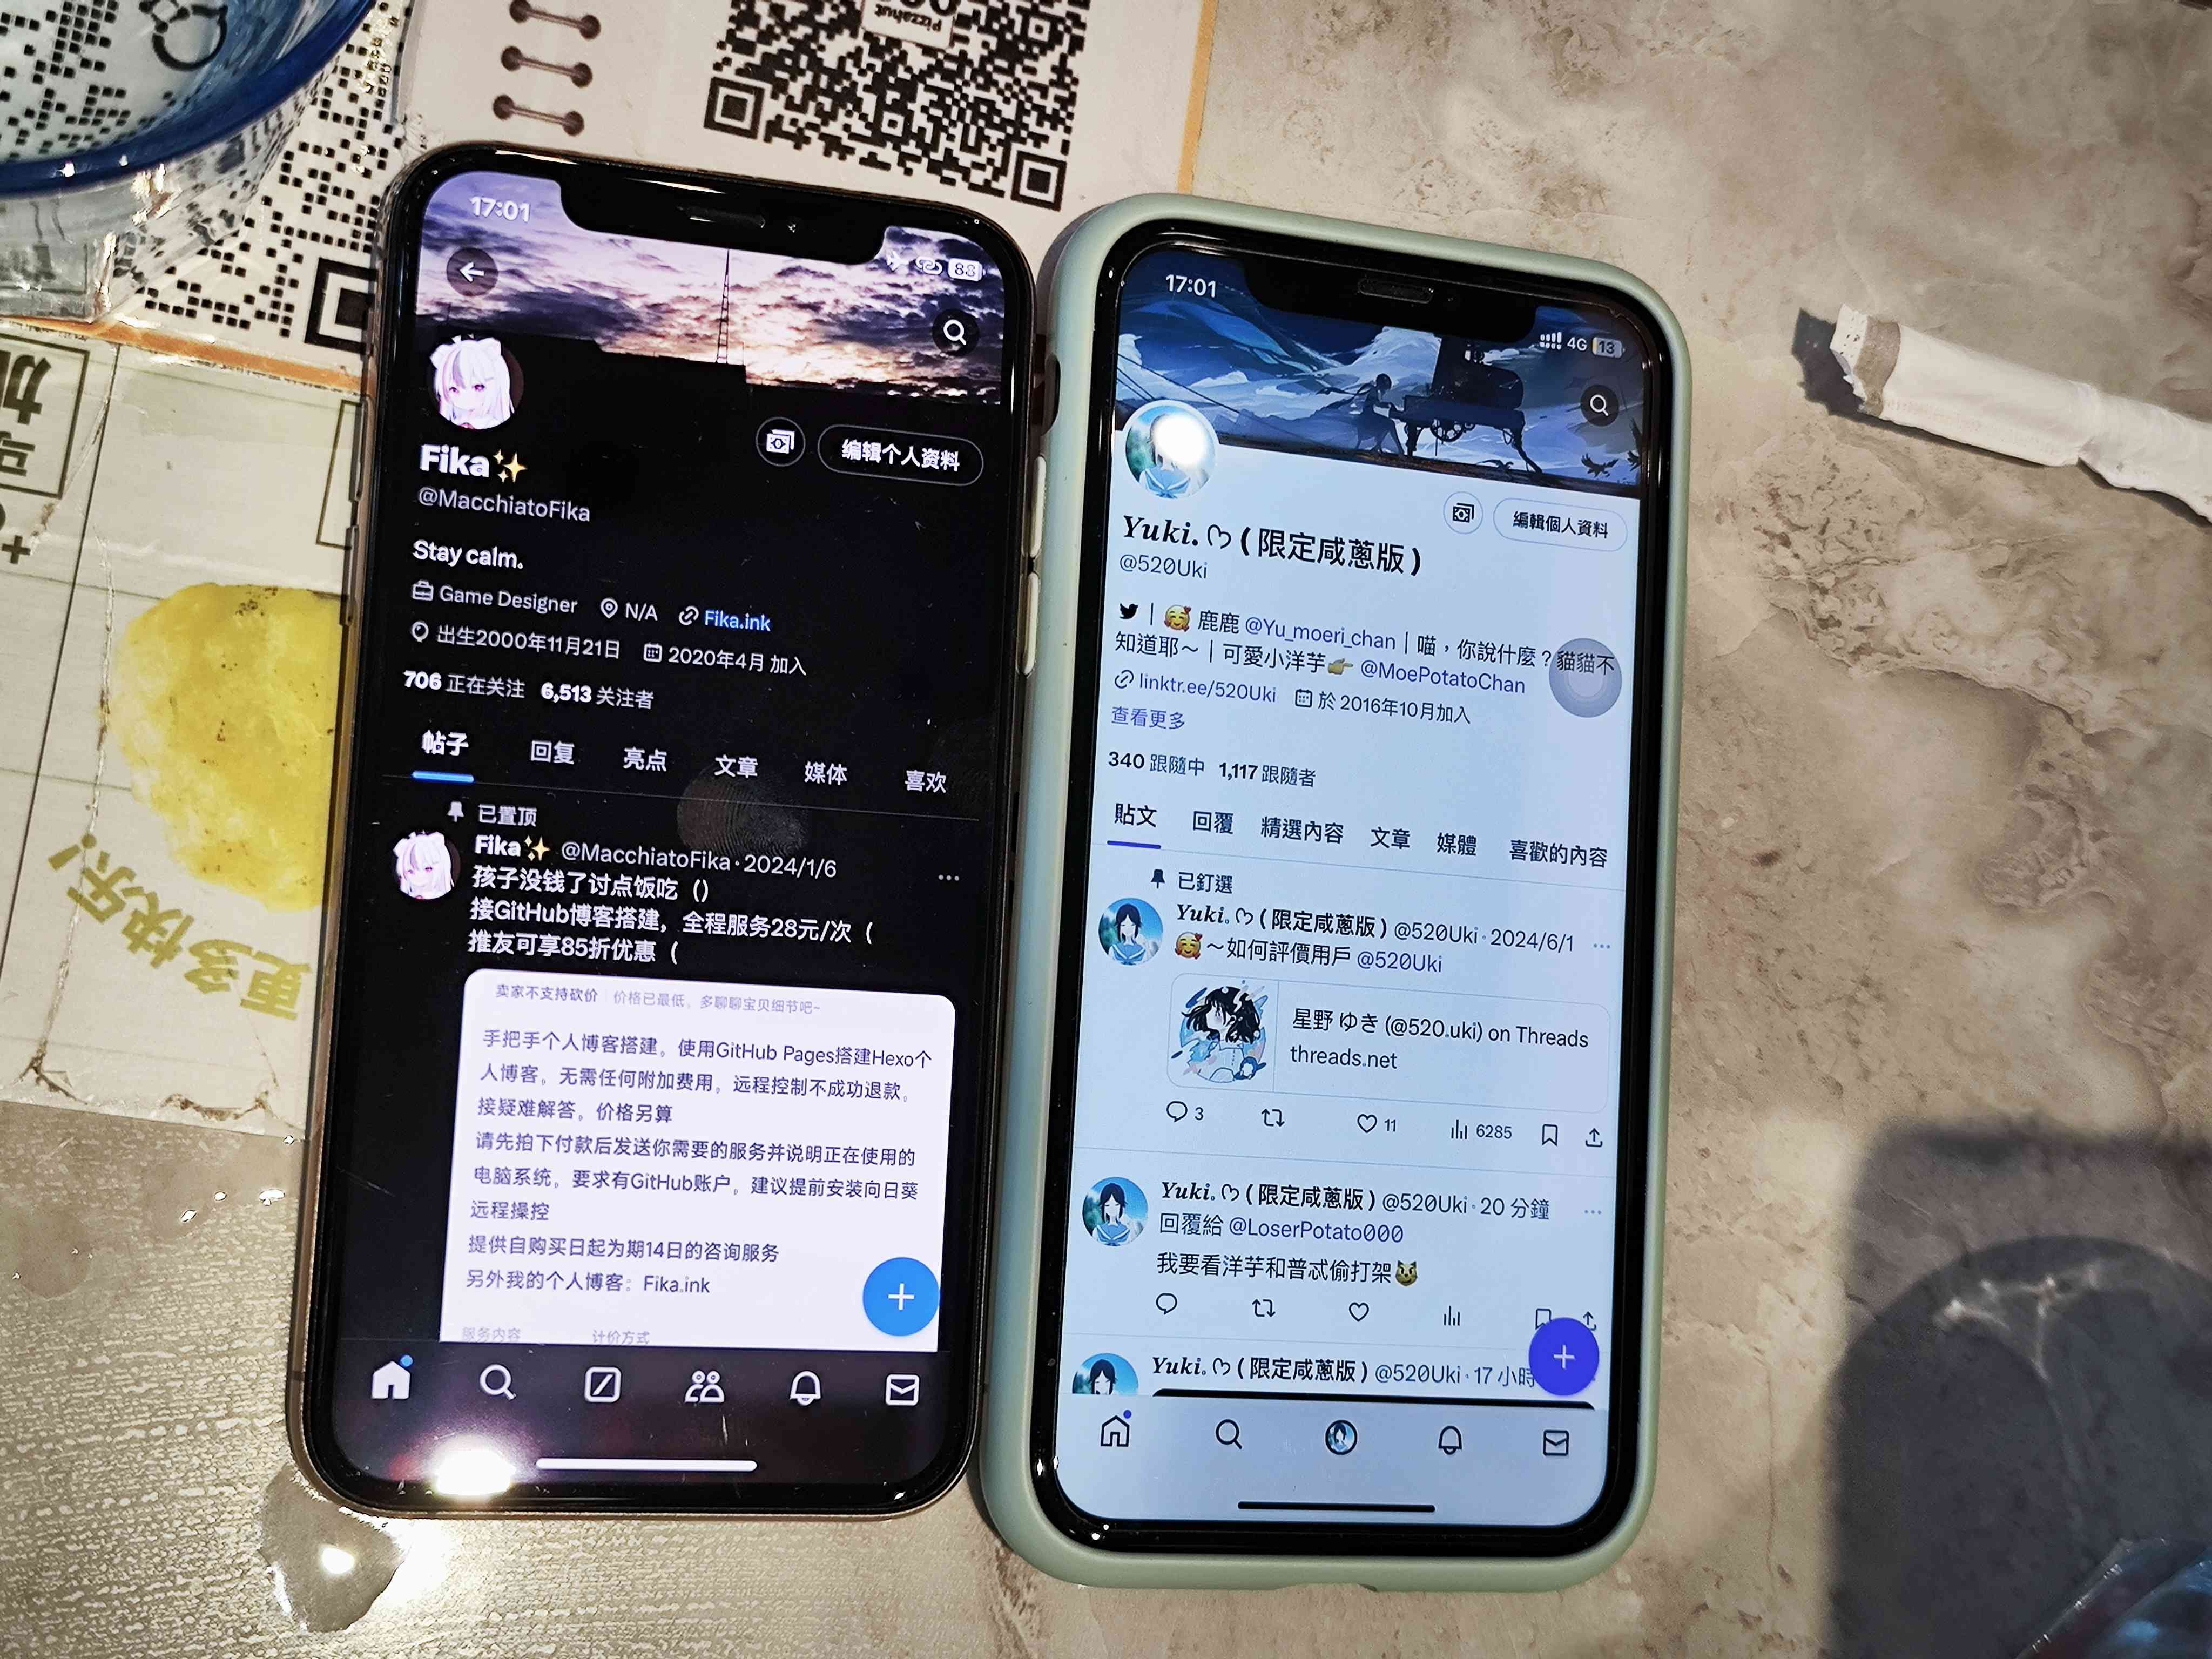 pizzahut
加
更多快乐!
17:01
88
Fika✨
编辑个人资料
@MacchiatoFika
Stay calm.
Game Designer N/A Fika.ink
出生2000年11月21日 2020年4月 加入
706 正在关注 6,513 关注者
帖子 回复 亮点 文章 媒体 喜欢
已置顶
Fika✨ @MacchiatoFika · 2024/1/6
孩子没钱了讨点饭吃（）
接GitHub博客搭建，全程服务28元/次（
推友可享85折优惠（
卖家不支持砍价 价格已最低，多聊聊宝贝细节吧~
手把手个人博客搭建，使用GitHub Pages搭建Hexo个
人博客，无需任何附加费用，远程控制不成功退款，
接疑难解答，价格另算
请先拍下付款后发送你需要的服务并说明正在使用的
电脑系统，要求有GitHub账户，建议提前安装向日葵
远程操控
提供自购买日起为期14日的咨询服务
另外我的个人博客：Fika.ink
服务内容 计价方式
17:01
4G 13
編輯個人資料
Yuki.ෆ ( 限定咸蔥版 )
@520Uki
｜🥰 鹿鹿 @Yu_moeri_chan｜喵，你說什麼？貓貓不
知道耶～｜可愛小洋芋👉 @MoePotatoChan
linktr.ee/520Uki 於 2016年10月加入
查看更多
340 跟隨中 1,117 跟隨者
貼文 回覆 精選內容 文章 媒體 喜歡的內容
已釘選
Yuki.ෆ ( 限定咸蔥版 ) @520Uki · 2024/6/1
🥰～如何評價用戶 @520Uki
星野 ゆき (@520.uki) on Threads
threads.net
3 11 6285
Yuki.ෆ ( 限定咸蔥版 ) @520Uki · 20 分鐘
回覆給 @LoserPotato000
我要看洋芋和普忒偷打架😼
Yuki.ෆ ( 限定咸蔥版 ) @520Uki · 17 小時